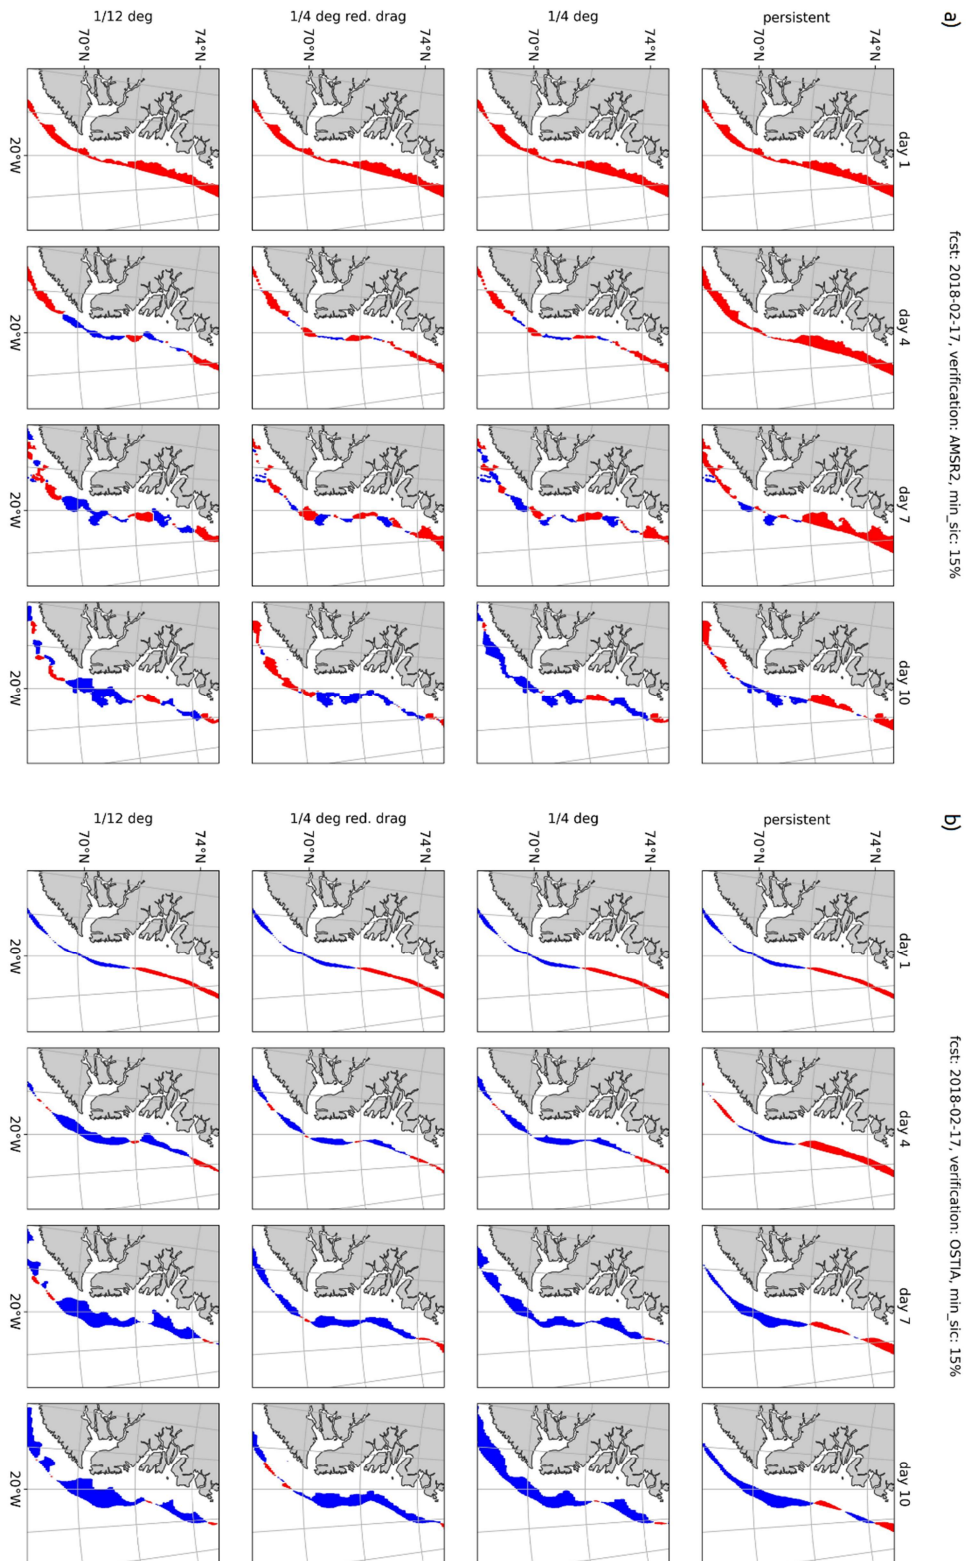 a)
fcst: 2018-02-17, verification: AMSR2, min_sic: 15%
day 1
day 4
day 7
day 10
persistent
74°N
70°N
1/4 deg
74°N
70°N
1/4 deg red. drag
74°N
70°N
1/12 deg
74°N
70°N
20°W
20°W
20°W
20°W
b)
fcst: 2018-02-17, verification: OSTIA, min_sic: 15%
day 1
day 4
day 7
day 10
persistent
74°N
70°N
1/4 deg
74°N
70°N
1/4 deg red. drag
74°N
70°N
1/12 deg
74°N
70°N
20°W
20°W
20°W
20°W